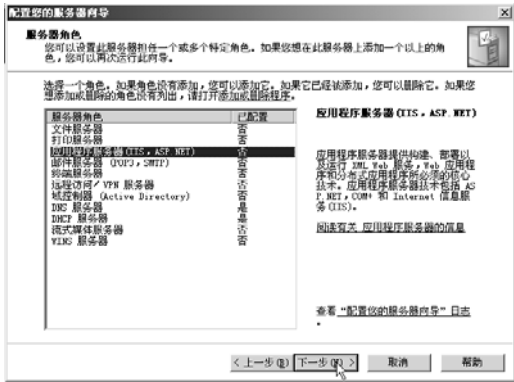 配置您的服务器向导
服务器角色
您可以设置此服务器担任一个或多个特定角色。如果您想在此服务器上添加一个以上的角
色，您可以再次运行此向导。
选择一个角色。如果角色没有添加，您可以添加它。如果它已经被添加，您可以删除它。如果您
想添加或删除的角色没有列出，请打开添加或删除程序。
服务器角色 已配置
文件服务器 否
打印服务器 否
应用程序服务器(IIS，ASP.NET) 否
邮件服务器 (POP3，SMTP) 否
终端服务器 否
远程访问/VPN 服务器 否
域控制器 (Active Directory) 否
DNS 服务器 是
DHCP 服务器 是
流式媒体服务器 否
WINS 服务器 否
应用程序服务器(IIS，ASP.NET)
应用程序服务器提供构建、部署以
及运行 XML Web 服务，Web 应用程
序和分布式应用程序所必须的核心
技术。应用程序服务器技术包括 AS
P.NET，COM+ 和 Internet 信息服
务(IIS)。
阅读有关 应用程序服务器的信息
查看 “配置您的服务器向导”日志
。
< 上一步(B) 下一步(N) > 取消 帮助